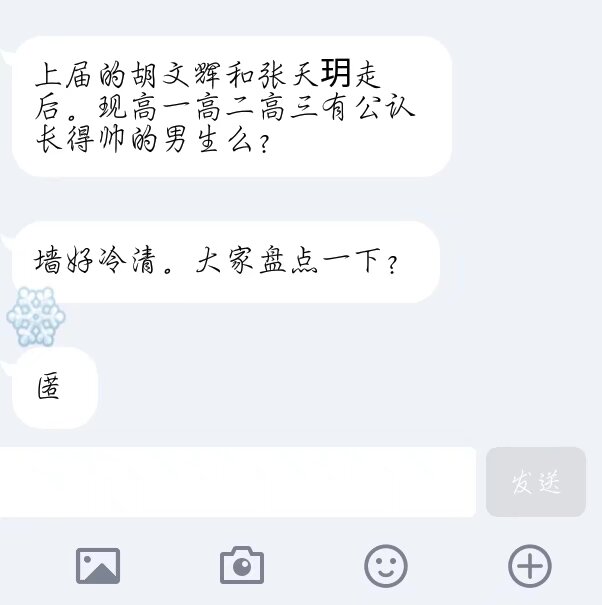 上届的胡文辉和张天玥走
后。现高一高二高三有公认
长得帅的男生么？
墙好冷清。大家盘点一下？
匿
发送